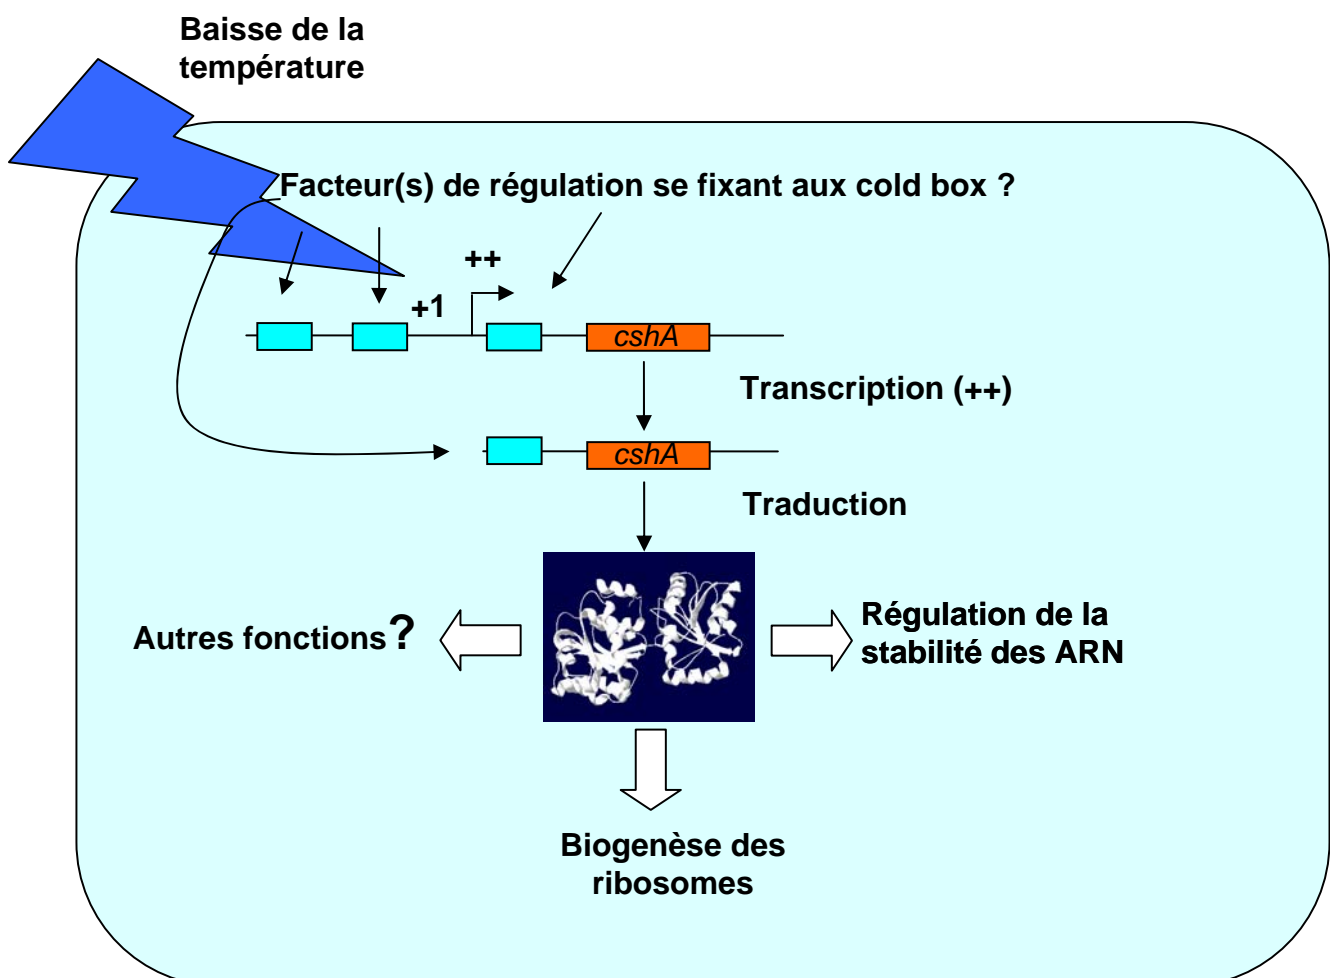 Baisse de la
température
Facteur(s) de régulation se fixant aux cold box ?
++
+1
cshA
Transcription (++)
cshA
Traduction
Autres fonctions ?
Régulation de la
stabilité des ARN
Biogenèse des
ribosomes